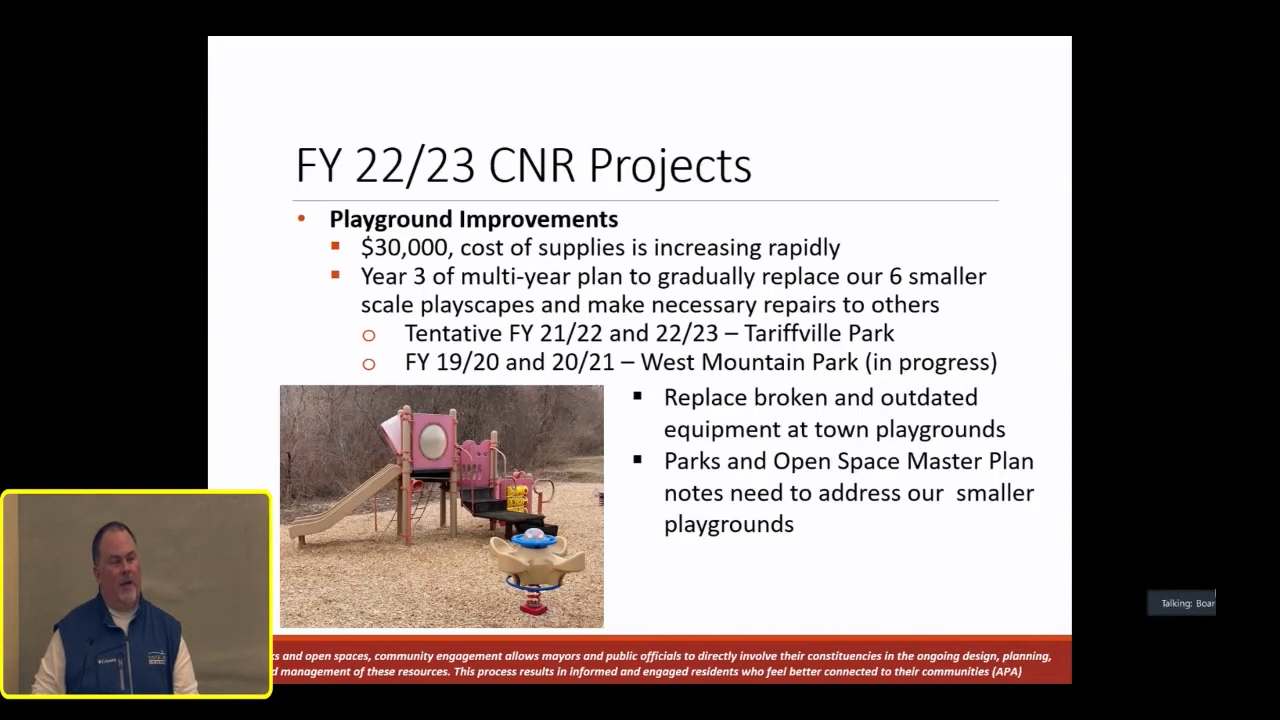 FY 22/23 CNR Projects
• Playground Improvements
▪ $30,000, cost of supplies is increasing rapidly
▪ Year 3 of multi-year plan to gradually replace our 6 smaller
scale playscapes and make necessary repairs to others
o Tentative FY 21/22 and 22/23 – Tariffville Park
o FY 19/20 and 20/21 – West Mountain Park (in progress)
▪ Replace broken and outdated
equipment at town playgrounds
▪ Parks and Open Space Master Plan
notes need to address our smaller
playgrounds
and open spaces, community engagement allows mayors and public officials to directly involve their constituencies in the ongoing design, planning,
management of these resources. This process results in informed and engaged residents who feel better connected to their communities (APA)
Talking: Boar
Columbia